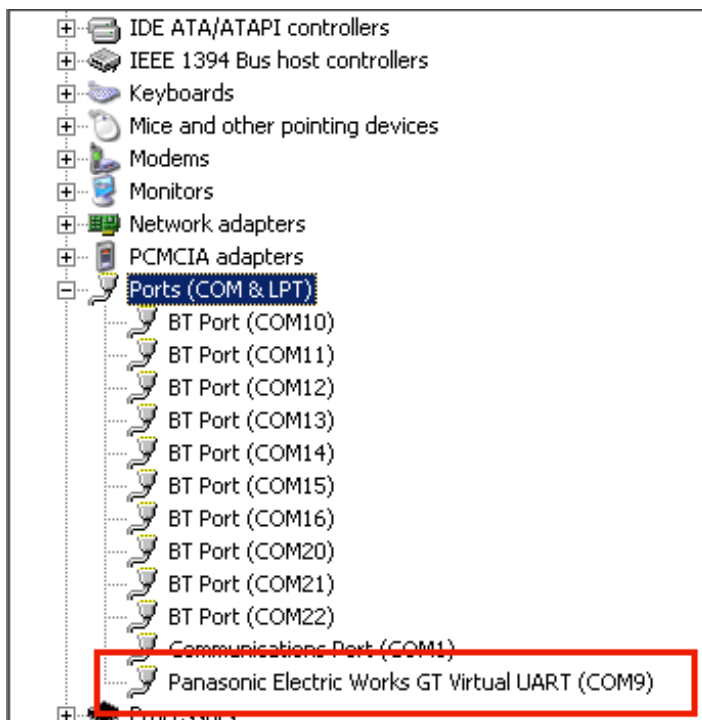 IDE ATA/ATAPI controllers
IEEE 1394 Bus host controllers
Keyboards
Mice and other pointing devices
Modems
Monitors
Network adapters
PCMCIA adapters
Ports (COM & LPT)
BT Port (COM10)
BT Port (COM11)
BT Port (COM12)
BT Port (COM13)
BT Port (COM14)
BT Port (COM15)
BT Port (COM16)
BT Port (COM20)
BT Port (COM21)
BT Port (COM22)
Communications Port (COM1)
Panasonic Electric Works GT Virtual UART (COM9)
Processors